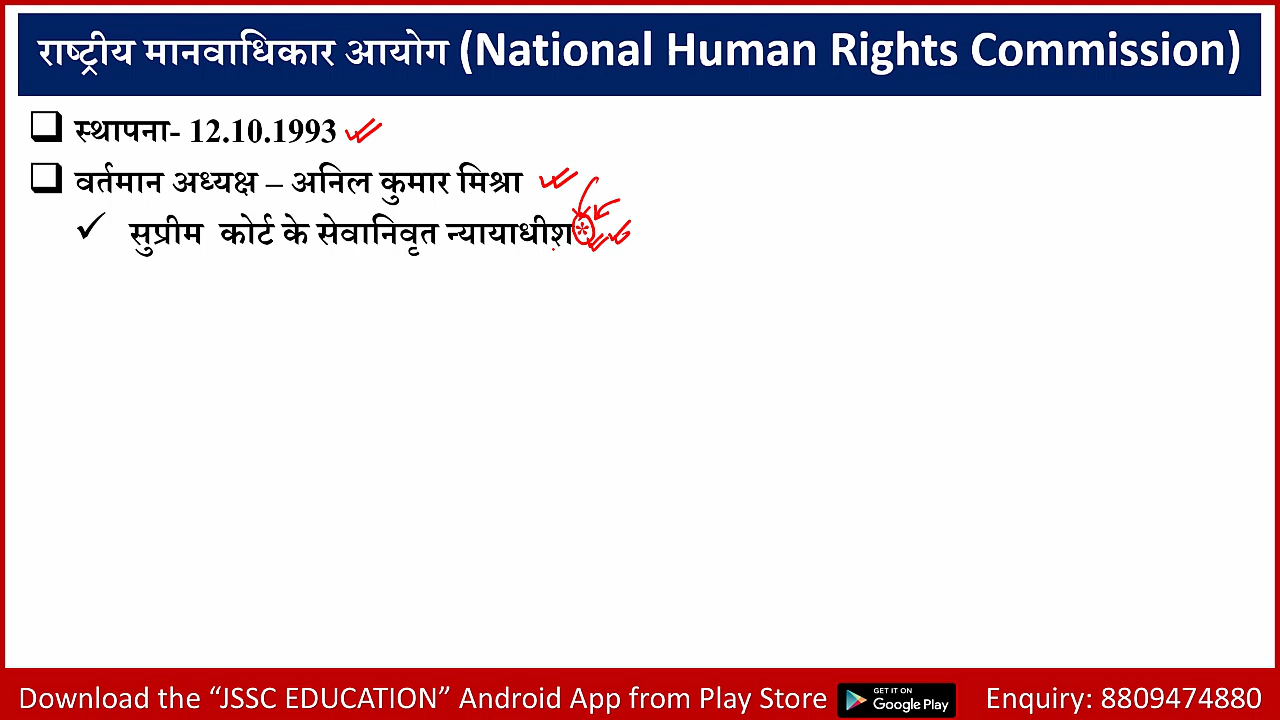 राष्ट्रीय मानवाधिकार आयोग (National Human Rights Commission)
स्थापना- 12.10.1993
वर्तमान अध्यक्ष – अनिल कुमार मिश्रा
सुप्रीम कोर्ट के सेवानिवृत न्यायाधीश*
Download the “JSSC EDUCATION” Android App from Play Store GET IT ON Google Play Enquiry: 8809474880